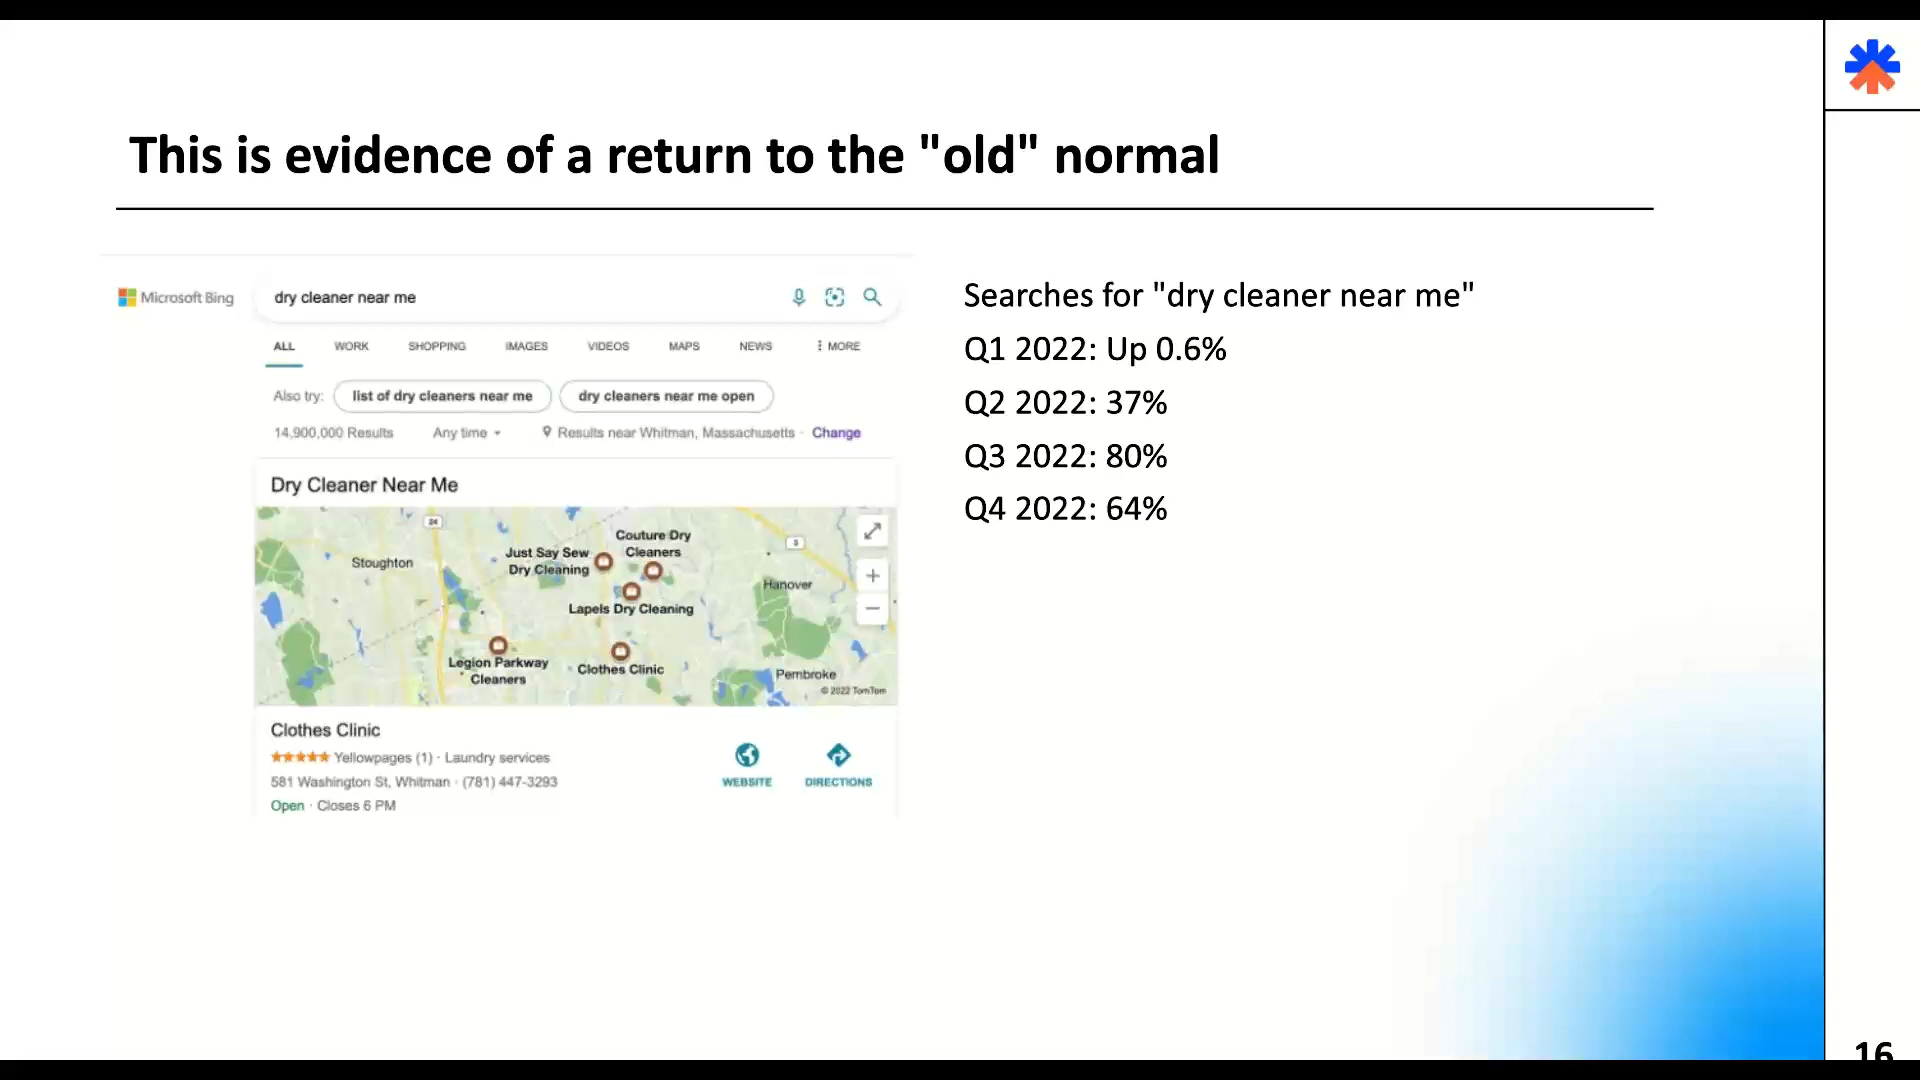 This is evidence of a return to the "old" normal
Microsoft Bing
dry cleaner near me
ALL WORK SHOPPING IMAGES VIDEOS MAPS NEWS MORE
Also try: list of dry cleaners near me dry cleaners near me open
14,900,000 Results Any time Results near Whitman, Massachusetts · Change
Dry Cleaner Near Me
24
3
Stoughton
Just Say Sew
Dry Cleaning
Couture Dry
Cleaners
Hanover
Lapels Dry Cleaning
Legion Parkway
Cleaners
Clothes Clinic
Pembroke
© 2022 TomTom
Clothes Clinic
Yellowpages (1) · Laundry services
581 Washington St, Whitman · (781) 447-3293
Open · Closes 6 PM
WEBSITE
DIRECTIONS
Searches for "dry cleaner near me"
Q1 2022: Up 0.6%
Q2 2022: 37%
Q3 2022: 80%
Q4 2022: 64%
16